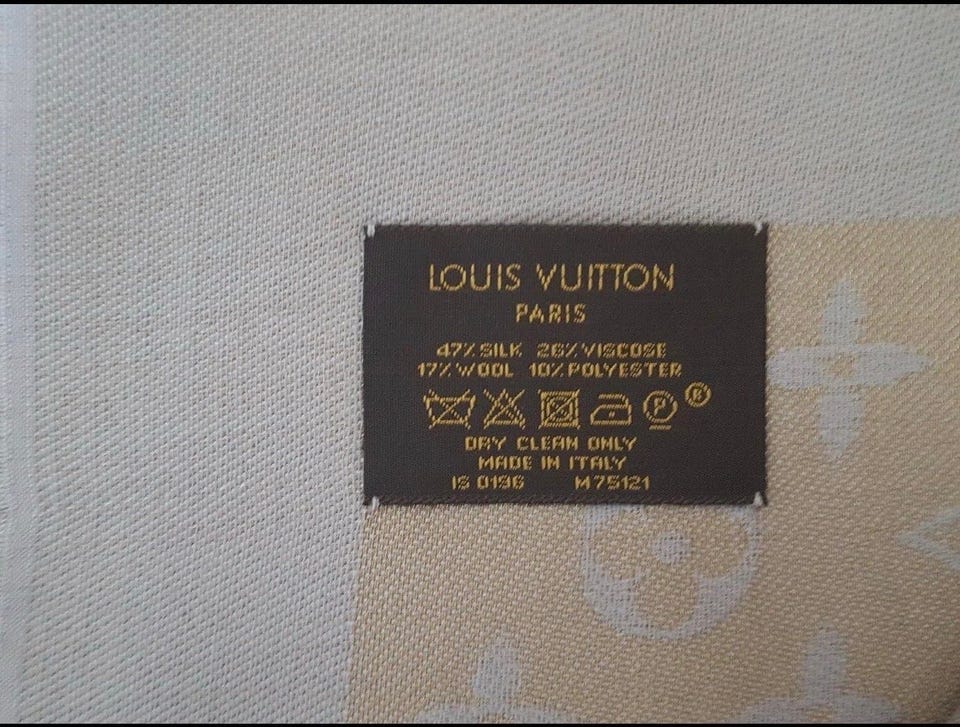 LOUIS VUITTON
PARIS
47% SILK 26% VISCOSE
17% WOOL 10% POLYESTER
P ®
DRY CLEAN ONLY
MADE IN ITALY
IS 0196 M75121